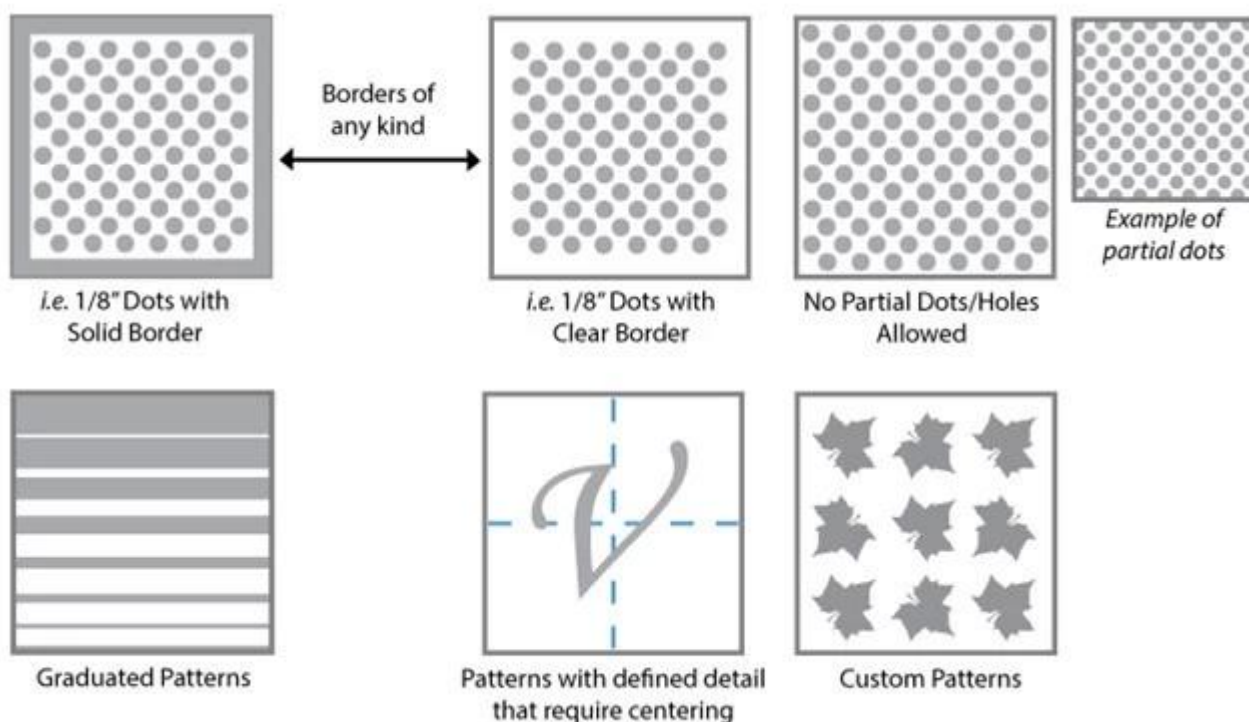 Borders of
any kind
Example of
partial dots
i.e. 1/8" Dots with
Solid Border
i.e. 1/8" Dots with
Clear Border
No Partial Dots/Holes
Allowed
Graduated Patterns
V
Patterns with defined detail
that require centering
Custom Patterns